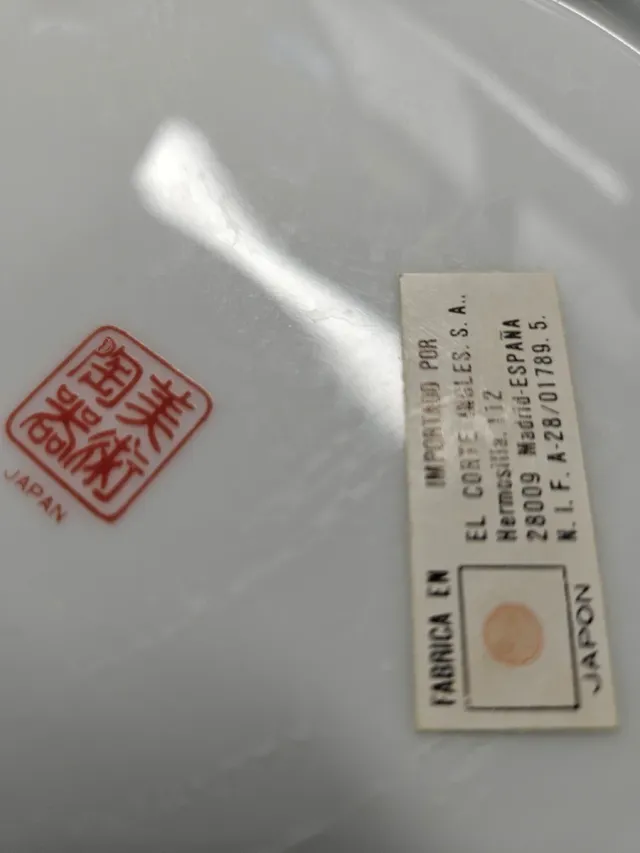 美術
陶器
JAPAN
IMPORTADO POR
EL CORTE INGLES. S. A.,
Hermosilla. 112
28009 Madrid-ESPAÑA
N. I. F. A-28/01789. 5.
FABRICA EN
JAPON